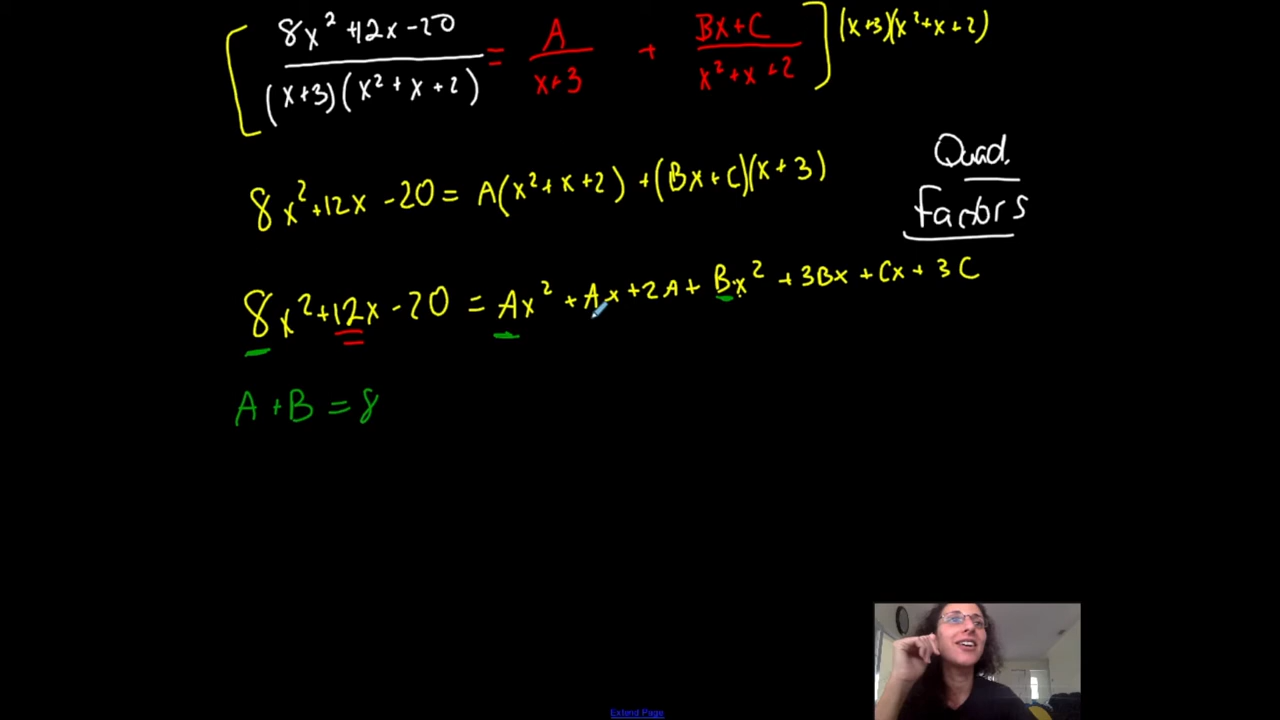 [ 8x² + 12x - 20 / (x+3)(x² + x + 2) = A / x+3 + Bx+C / x² + x + 2 ] (x+3)(x² + x + 2)
8x² + 12x - 20 = A(x² + x + 2) + (Bx + C)(x + 3)
Quad.
Factors
8x² + 12x - 20 = Ax² + Ax + 2A + Bx² + 3Bx + Cx + 3C
A + B = 8
Extend Page